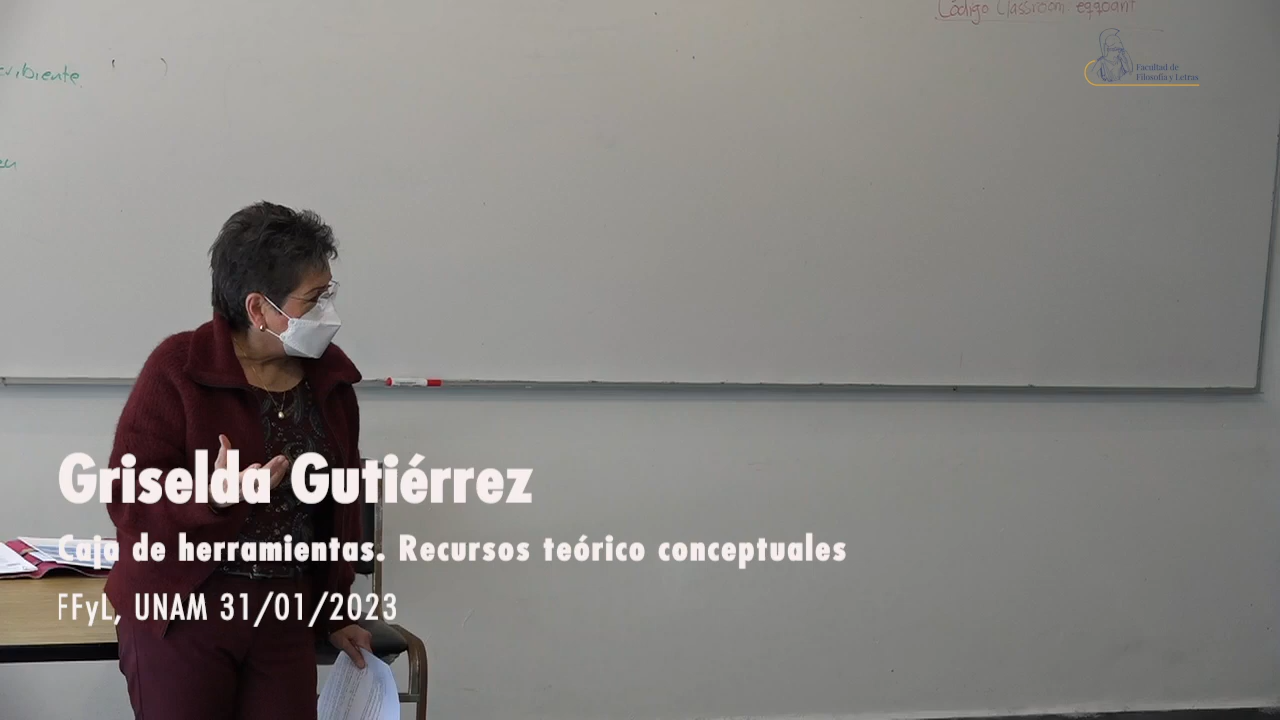 Código Classroom: eqqoant
Facultad de
Filosofía y Letras
Griselda Gutiérrez
Caja de herramientas. Recursos teórico conceptuales
FFyL, UNAM 31/01/2023